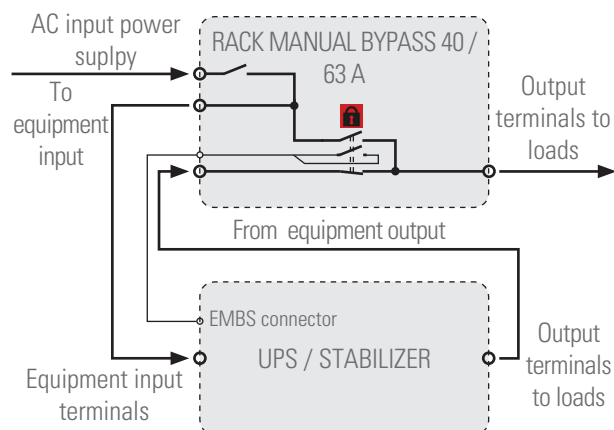 AC input power
suplpy
RACK MANUAL BYPASS 40 /
63 A
To
equipment
input
Output
terminals to
loads
From equipment output
EMBS connector
UPS / STABILIZER
Equipment input
terminals
Output
terminals
to loads